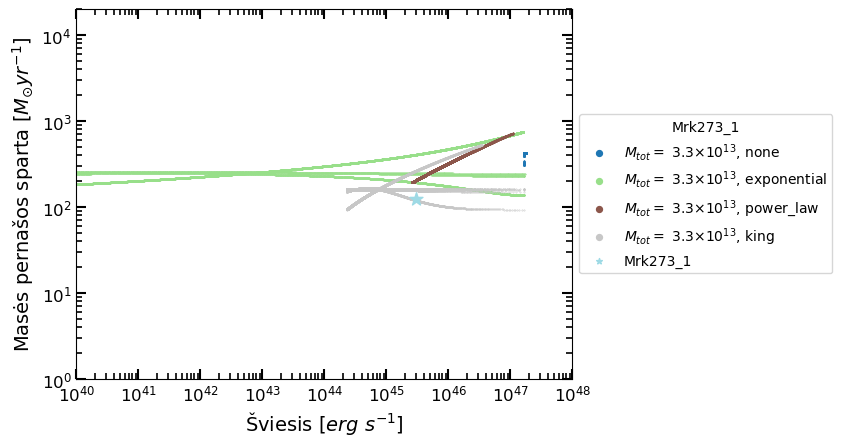 10⁴
10³
10²
10¹
10⁰
Masės pernašos sparta [M⊙yr⁻¹]
10⁴⁰ 10⁴¹ 10⁴² 10⁴³ 10⁴⁴ 10⁴⁵ 10⁴⁶ 10⁴⁷ 10⁴⁸
Šviesis [erg s⁻¹]
Mrk273_1
M_tot = 3.3×10¹³, none
M_tot = 3.3×10¹³, exponential
M_tot = 3.3×10¹³, power_law
M_tot = 3.3×10¹³, king
Mrk273_1